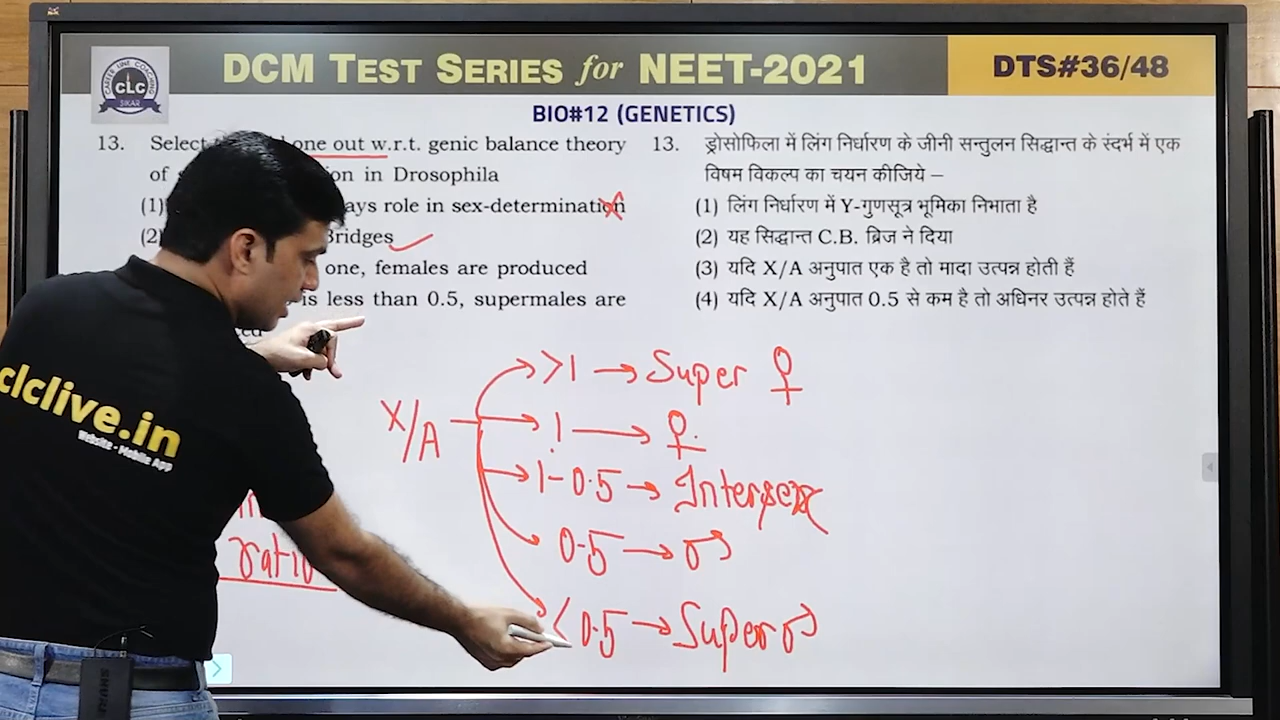 DCM TEST SERIES for NEET-2021
DTS#36/48
CAREER LINE COACHING
CLC
SIKAR
BIO#12 (GENETICS)
13. Select one out w.r.t. genic balance theory
of in Drosophila
(1) role in sex-determination
(2) Bridges
one, females are produced
is less than 0.5, supermales are
13. ड्रोसोफिला में लिंग निर्धारण के जीनी सन्तुलन सिद्धान्त के संदर्भ में एक
विषम विकल्प का चयन कीजिये –
(1) लिंग निर्धारण में Y-गुणसूत्र भूमिका निभाता है
(2) यह सिद्धान्त C.B. ब्रिज ने दिया
(3) यदि X/A अनुपात एक है तो मादा उत्पन्न होती हैं
(4) यदि X/A अनुपात 0.5 से कम है तो अधिनर उत्पन्न होते हैं
X/A
>1 → Super ♀
1 → ♀
1-0.5 → Intersex
0.5 → ♂
<0.5 → Super ♂
ratio
clclive.in
Website - Mobile App
SHURE